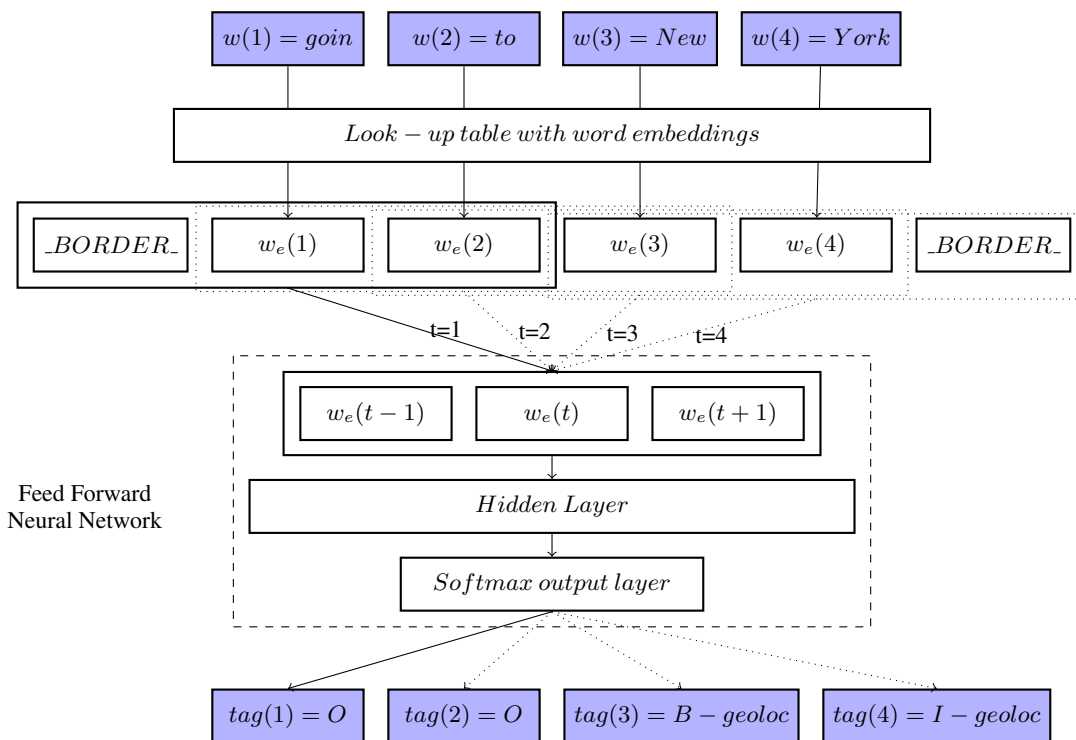 w(1) = goin
w(2) = to
w(3) = New
w(4) = York
Look − up table with word embeddings
_BORDER_
w_e(1)
w_e(2)
w_e(3)
w_e(4)
_BORDER_
t=1
t=2
t=3
t=4
w_e(t − 1)
w_e(t)
w_e(t + 1)
Feed Forward
Neural Network
Hidden Layer
Softmax output layer
tag(1) = O
tag(2) = O
tag(3) = B − geoloc
tag(4) = I − geoloc